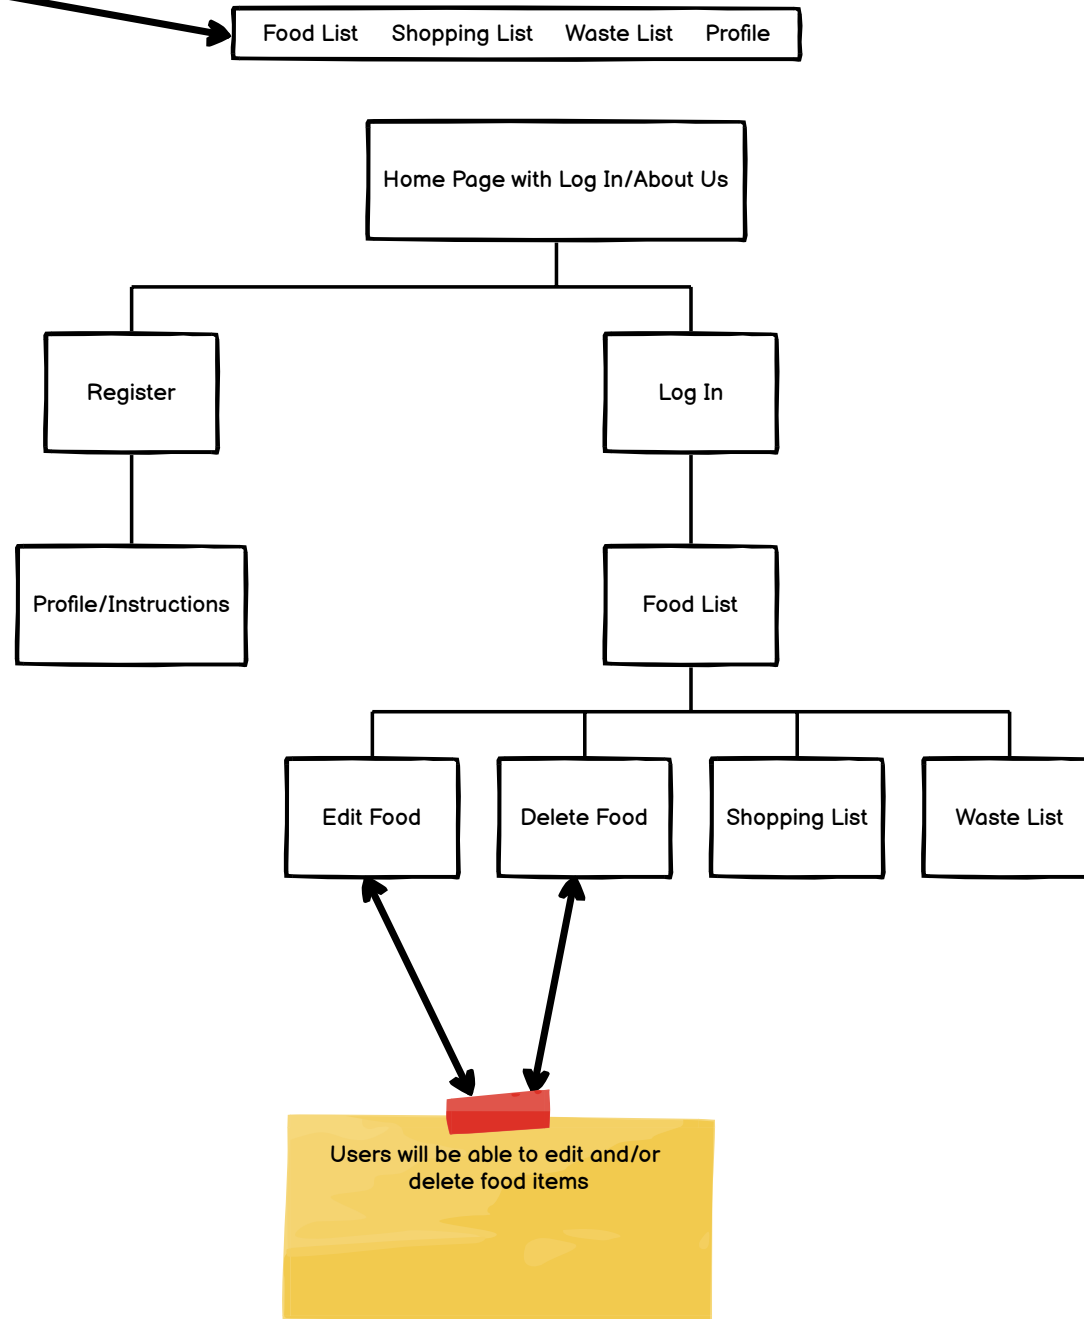 Food List Shopping List Waste List Profile
Home Page with Log In/About Us
Register
Log In
Profile/Instructions
Food List
Edit Food
Delete Food
Shopping List
Waste List
Users will be able to edit and/or
delete food items